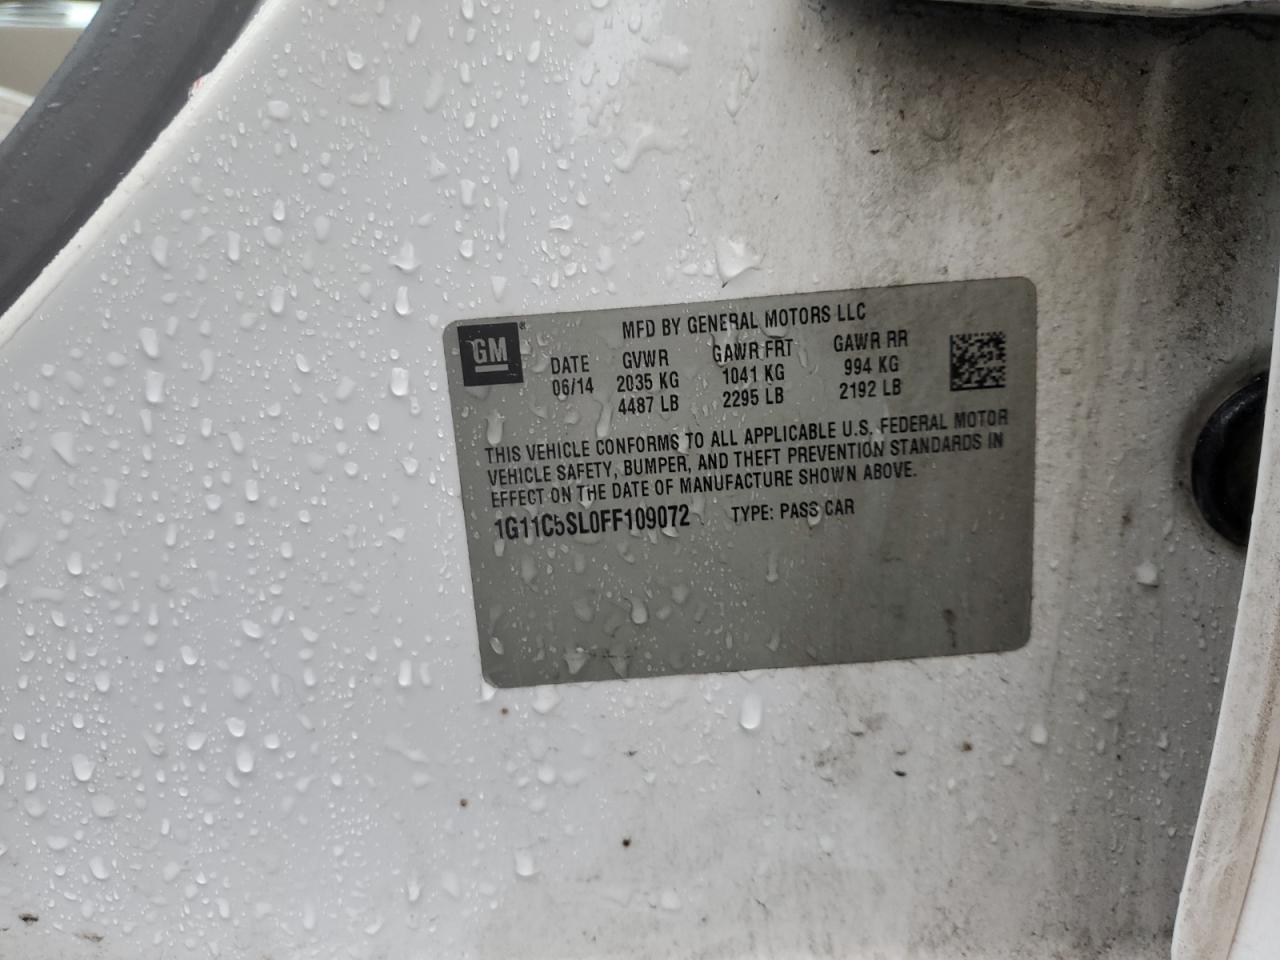 GM®
MFD BY GENERAL MOTORS LLC
DATE GVWR GAWR FRT GAWR RR
06/14 2035 KG 1041 KG 994 KG
4487 LB 2295 LB 2192 LB
THIS VEHICLE CONFORMS TO ALL APPLICABLE U.S. FEDERAL MOTOR
VEHICLE SAFETY, BUMPER, AND THEFT PREVENTION STANDARDS IN
EFFECT ON THE DATE OF MANUFACTURE SHOWN ABOVE.
1G11C5SL0FF109072 TYPE: PASS CAR